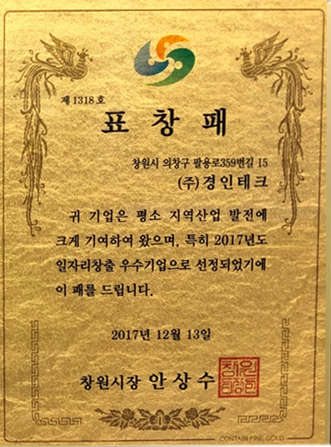 제1318호
표창패
창원시 의창구 팔용로359번길 15
(주)경인테크
귀 기업은 평소 지역산업 발전에
크게 기여하여 왔으며, 특히 2017년도
일자리창출 우수기업으로 선정되었기에
이 패를 드립니다.
2017년 12월 13일
창원시장 안상수
CONTAIN FINE GOLD